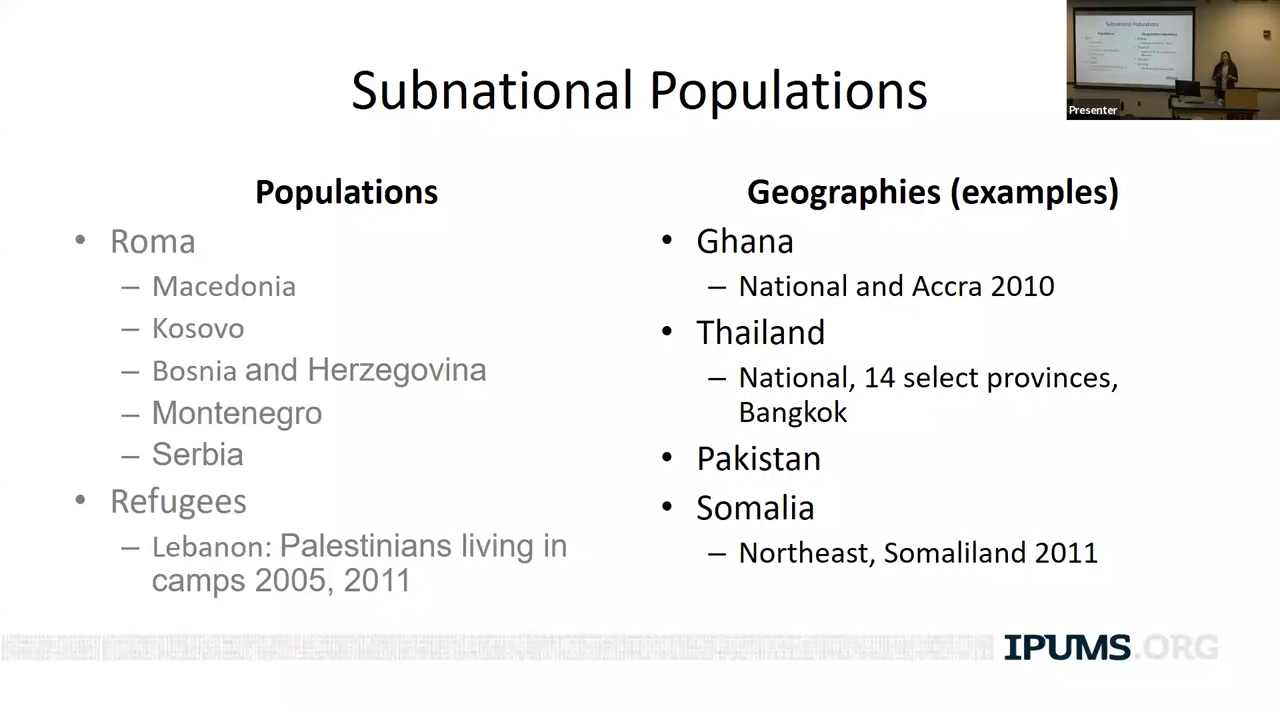 Subnational Populations
Populations
• Roma
– Macedonia
– Kosovo
– Bosnia and Herzegovina
– Montenegro
– Serbia
• Refugees
– Lebanon: Palestinians living in
camps 2005, 2011
Geographies (examples)
• Ghana
– National and Accra 2010
• Thailand
– National, 14 select provinces,
Bangkok
• Pakistan
• Somalia
– Northeast, Somaliland 2011
IPUMS.ORG
Subnational Populations
Presenter